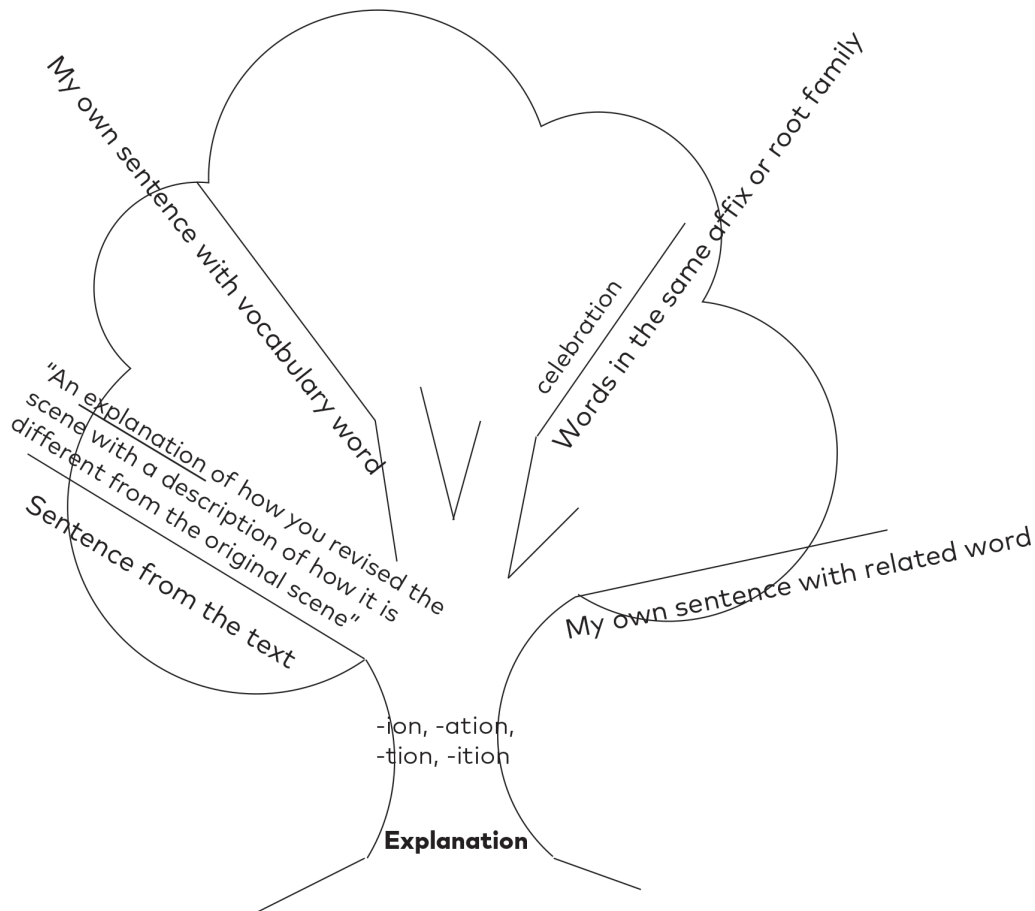 My own sentence with vocabulary word
Words in the same affix or root family
celebration
"An explanation of how you revised the
scene with a description of how it is
different from the original scene"
Sentence from the text
My own sentence with related word
-ion, -ation,
-tion, -ition
Explanation